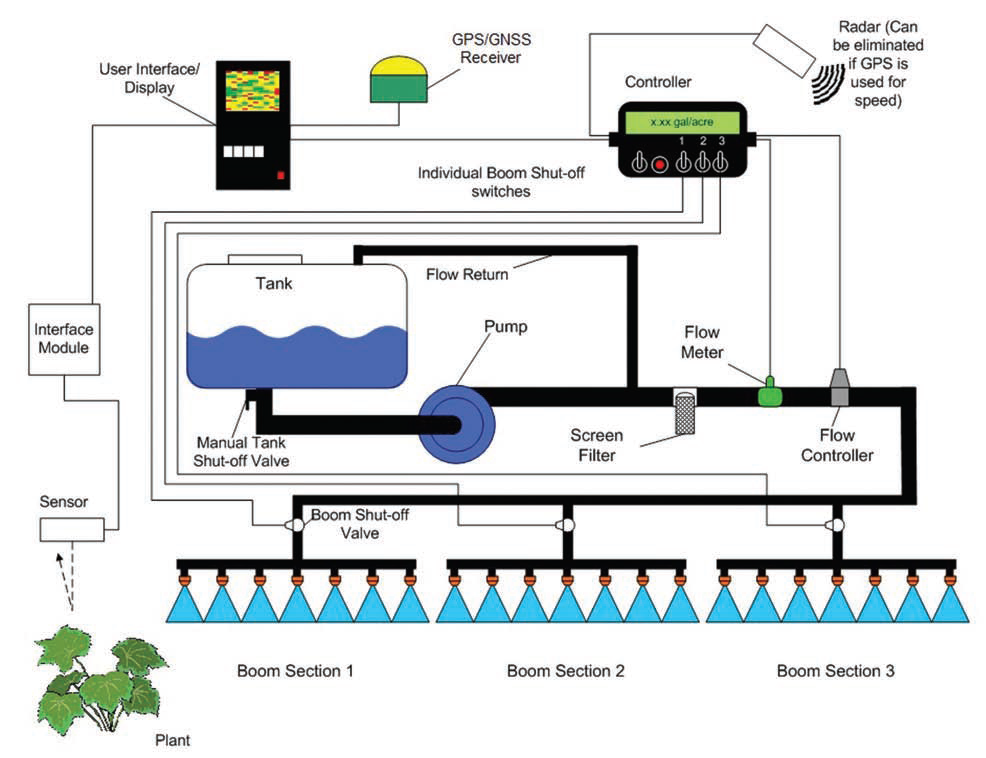 GPS/GNSS
Receiver
Radar (Can
be eliminated
if GPS is
used for
speed)
User Interface/
Display
Controller
x.xx gal/acre
1 2 3
Individual Boom Shut-off
switches
Flow Return
Tank
Interface
Module
Pump
Flow
Meter
Manual Tank
Shut-off Valve
Screen
Filter
Flow
Controller
Sensor
Boom Shut-off
Valve
Boom Section 1
Boom Section 2
Boom Section 3
Plant